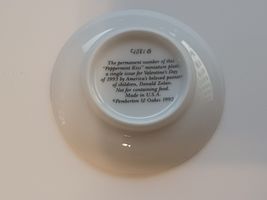 The permanent number of this
"Peppermint Kiss" miniature plate
a single issue for Valentine's Day
of 1993 by America's beloved painter
of children, Donald Zolan.
Not for containing food.
Made in U.S.A.
Pemberton & Oakes 1992